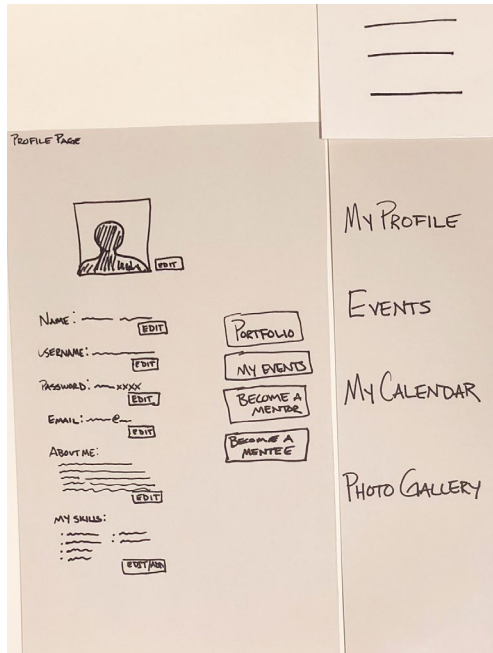 PROFILE PAGE
EDIT
NAME:
EDIT
USERNAME:
EDIT
PASSWORD: xxxx
EDIT
EMAIL: @
EDIT
ABOUT ME:
EDIT
MY SKILLS:
EDIT/ADD
PORTFOLIO
MY EVENTS
BECOME A
MENTOR
BECOME A
MENTEE
MY PROFILE
EVENTS
MY CALENDAR
PHOTO GALLERY